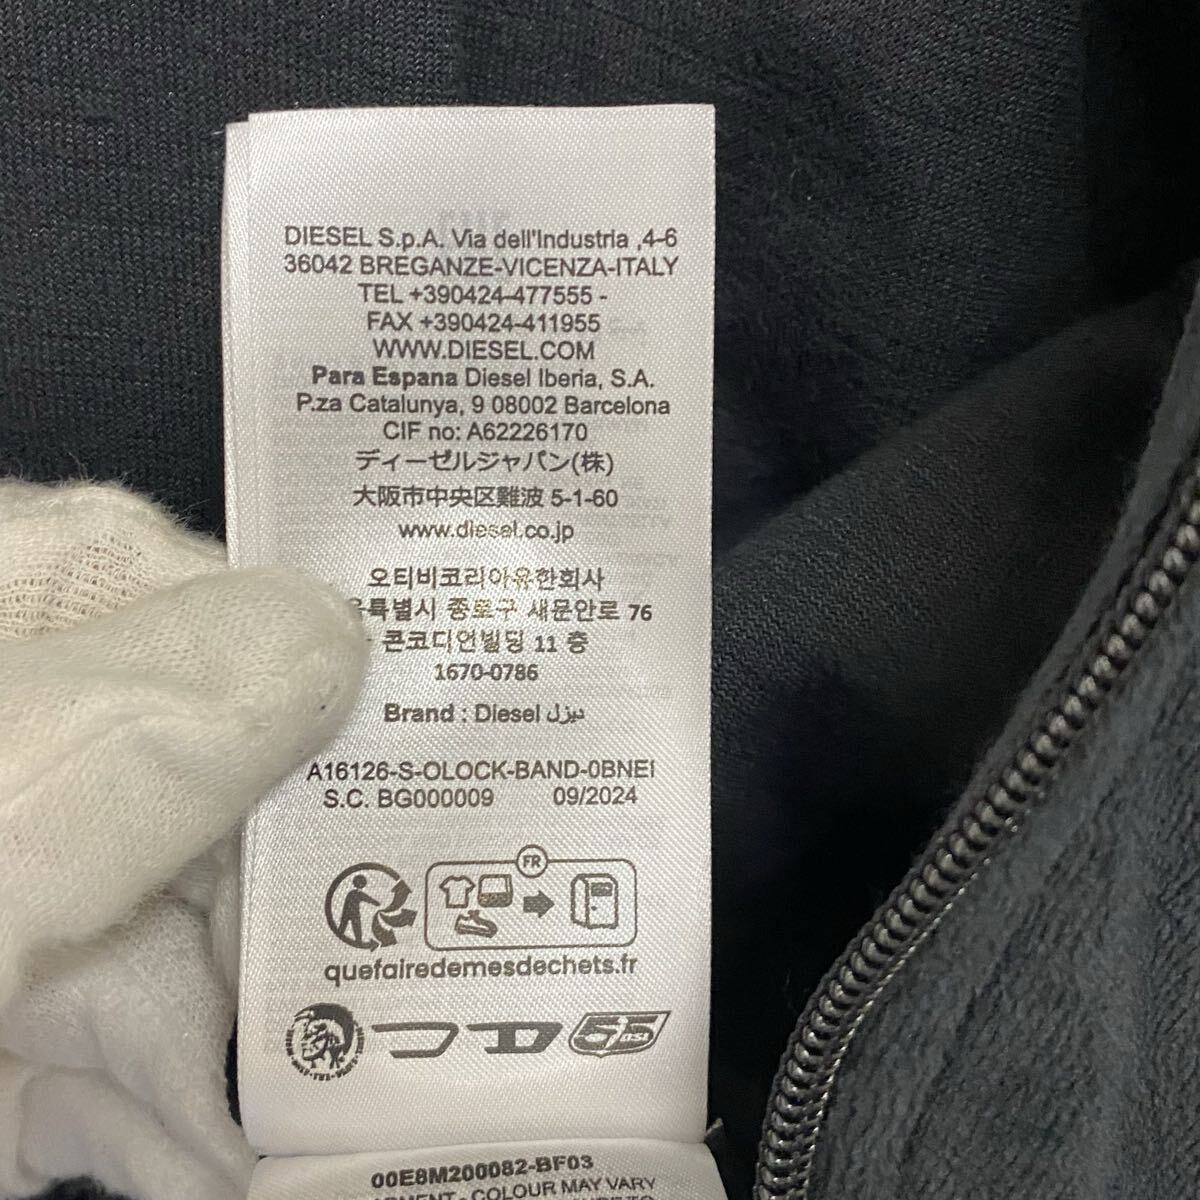 DIESEL S.p.A. Via dell'Industria ,4-6
36042 BREGANZE-VICENZA-ITALY
TEL +390424-477555 -
FAX +390424-411955
WWW.DIESEL.COM
Para Espana Diesel Iberia, S.A.
P.za Catalunya, 9 08002 Barcelona
CIF no: A62226170
ディーゼルジャパン(株)
大阪市中央区難波 5-1-60
www.diesel.co.jp
오티비코리아유한회사
종로구 새문안로 76
콘코디언빌딩 11 층
1670-0786
Brand : Diesel ديزل
A16126-S-OLOCK-BAND-0BNEI
S.C. BG000009 09/2024
FR
quefairedemesdechets.fr
55
DSL
00E8M200082-BF03
COLOUR MAY VARY